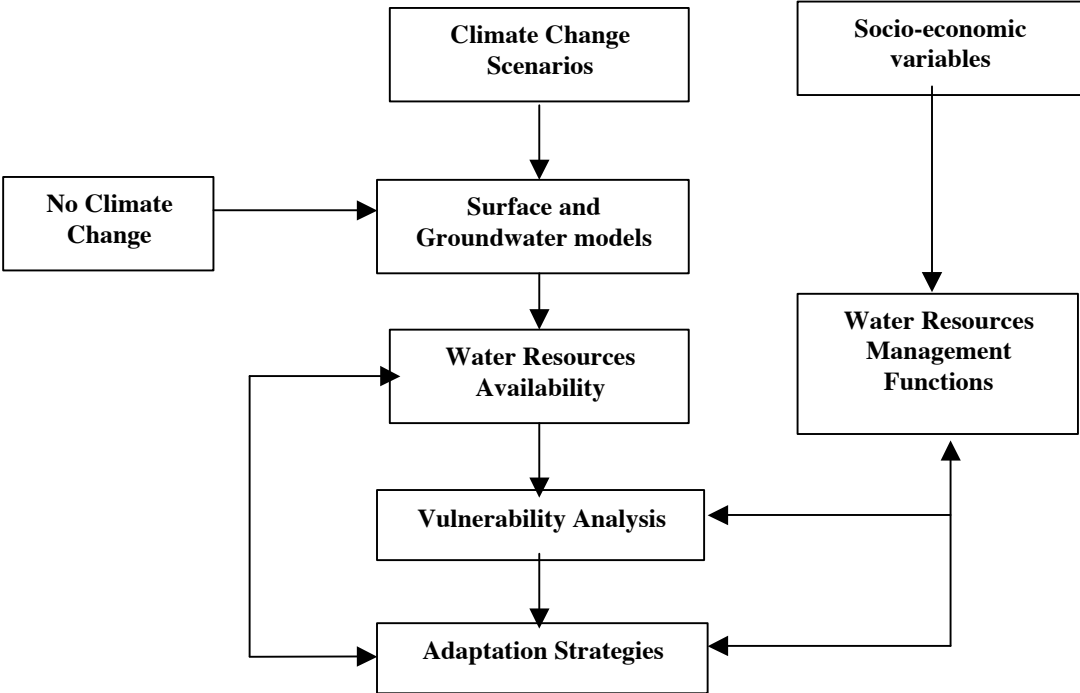 Climate Change
Scenarios
Socio-economic
variables
No Climate
Change
Surface and
Groundwater models
Water Resources
Availability
Water Resources
Management
Functions
Vulnerability Analysis
Adaptation Strategies